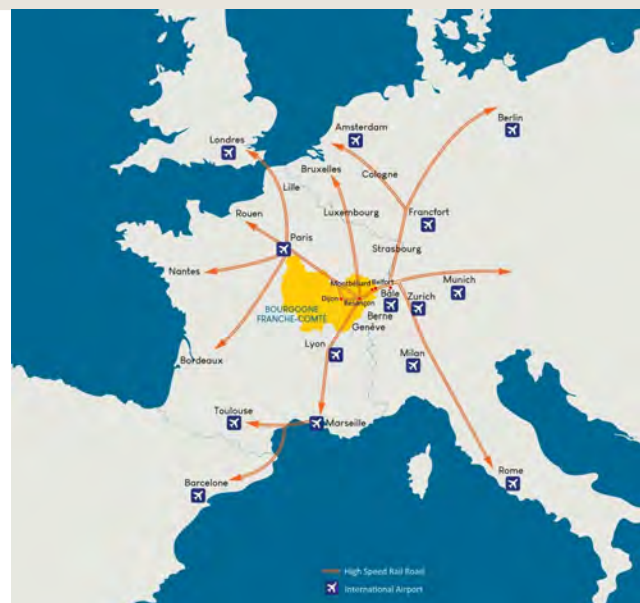 Londres
Amsterdam
Berlin
Bruxelles
Cologne
Lille
Rouen
Luxembourg
Francfort
Paris
Strasbourg
Nantes
Montbéliard
Belfort
Munich
Dijon
Besançon
Bâle
Zurich
BOURGOGNE
FRANCHE-COMTÉ
Berne
Genève
Lyon
Bordeaux
Milan
Toulouse
Marseille
Barcelone
Rome
High Speed Rail Road
International Airport